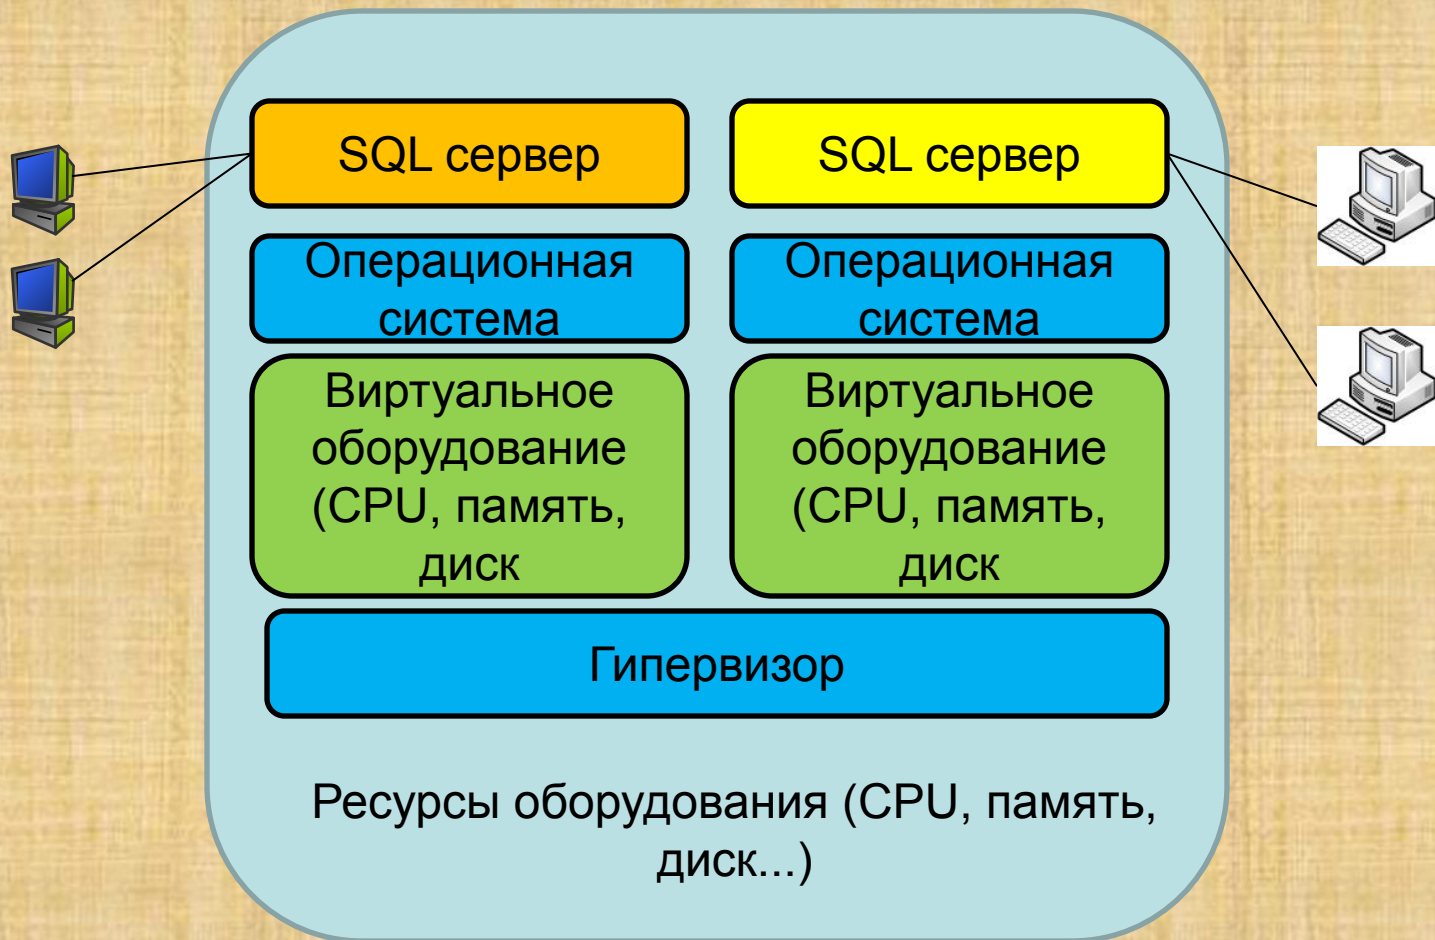 SQL сервер
SQL сервер
Операционная
система
Операционная
система
Виртуальное
оборудование
(CPU, память,
диск
Виртуальное
оборудование
(CPU, память,
диск
Гипервизор
Ресурсы оборудования (CPU, память,
диск...)